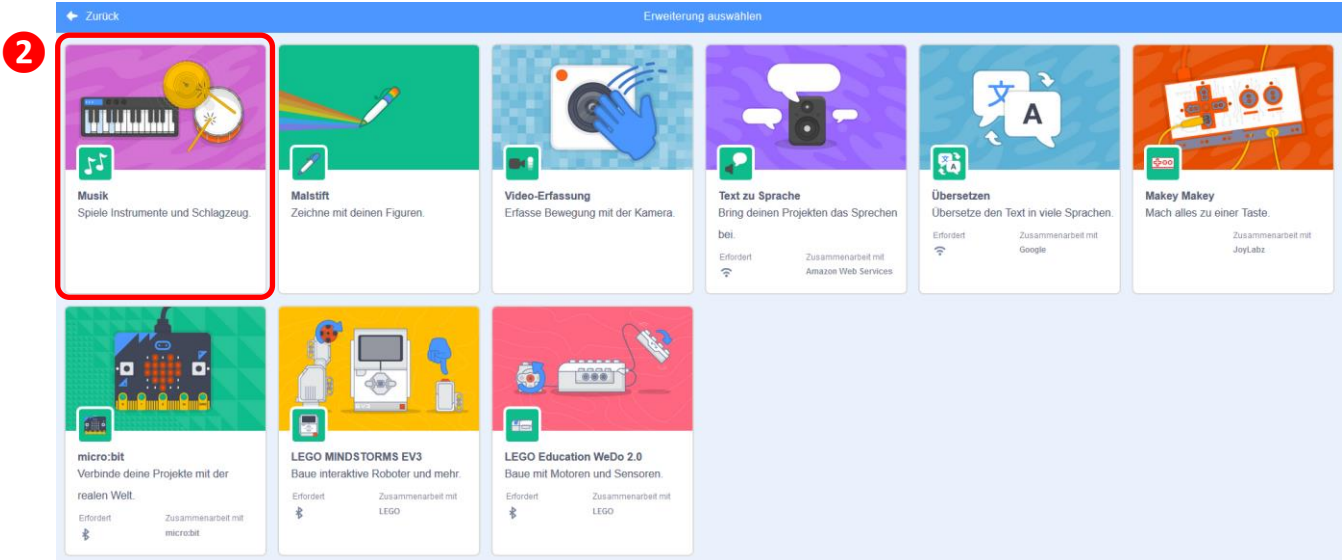 Zurück
Erweiterung auswählen
2
Musik
Spiele Instrumente und Schlagzeug.
Malstift
Zeichne mit deinen Figuren.
Video-Erfassung
Erfasse Bewegung mit der Kamera.
Text zu Sprache
Bring deinen Projekten das Sprechen
bei.
Erfordert
Zusammenarbeit mit
Amazon Web Services
文
A
文
A
Übersetzen
Übersetze den Text in viele Sprachen.
Erfordert
Zusammenarbeit mit
Google
Makey Makey
Mach alles zu einer Taste.
Zusammenarbeit mit
JoyLabz
micro:bit
Verbinde deine Projekte mit der
realen Welt.
Erfordert
Zusammenarbeit mit
micro:bit
LEGO MINDSTORMS EV3
Baue interaktive Roboter und mehr.
Erfordert
Zusammenarbeit mit
LEGO
LEGO Education WeDo 2.0
Baue mit Motoren und Sensoren.
Erfordert
Zusammenarbeit mit
LEGO